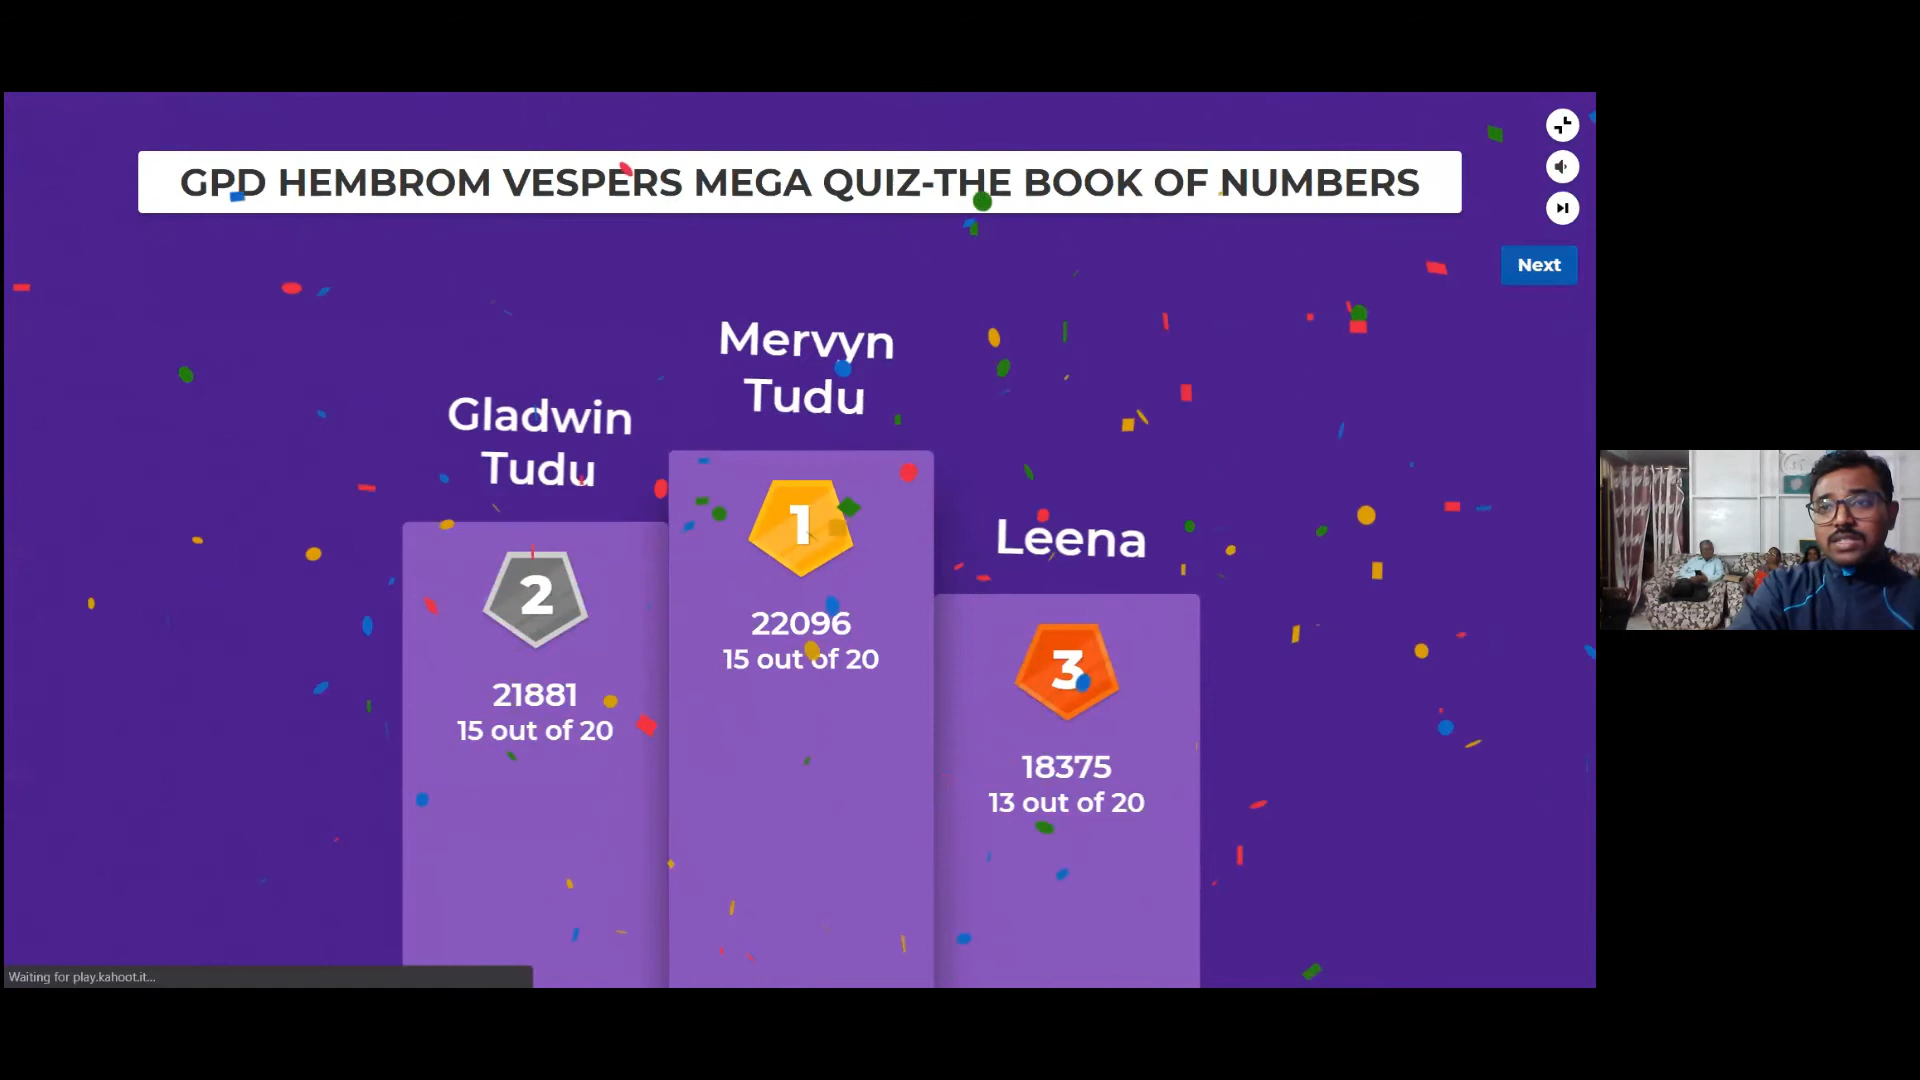 GPD HEMBROM VESPERS MEGA QUIZ-THE BOOK OF NUMBERS
Next
Mervyn
Tudu
Gladwin
Tudu
Leena
1
22096
15 out of 20
2
21881
15 out of 20
3
18375
13 out of 20
Waiting for play.kahoot.it...